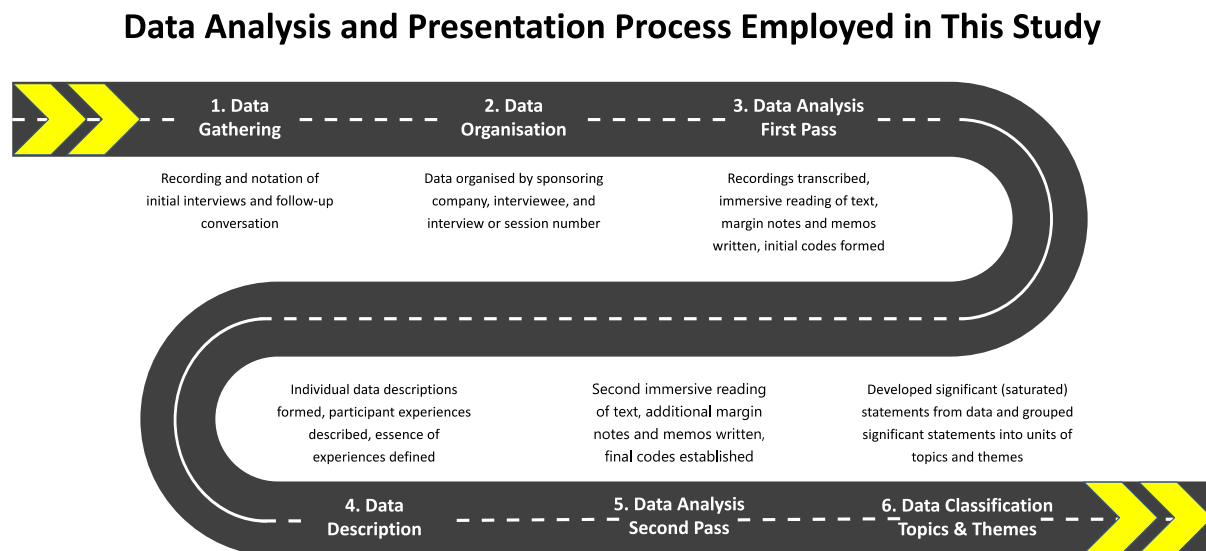 Data Analysis and Presentation Process Employed in This Study
1. Data
Gathering
2. Data
Organisation
3. Data Analysis
First Pass
Recording and notation of
initial interviews and follow-up
conversation
Data organised by sponsoring
company, interviewee, and
interview or session number
Recordings transcribed,
immersive reading of text,
margin notes and memos
written, initial codes formed
Individual data descriptions
formed, participant experiences
described, essence of
experiences defined
Second immersive reading
of text, additional margin
notes and memos written,
final codes established
Developed significant (saturated)
statements from data and grouped
significant statements into units of
topics and themes
4. Data
Description
5. Data Analysis
Second Pass
6. Data Classification
Topics & Themes